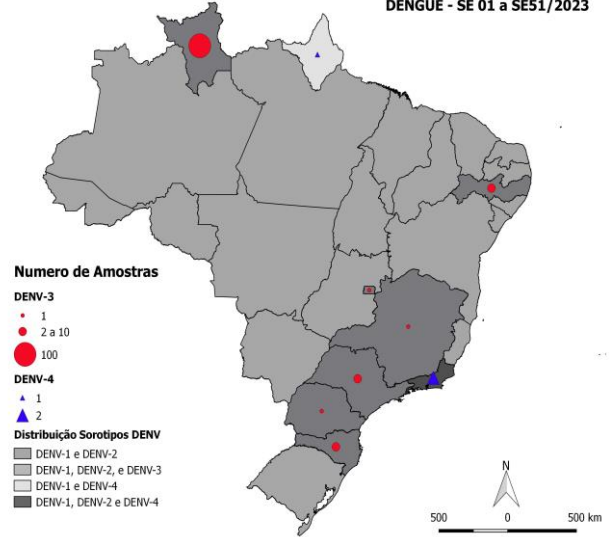 DENGUE - SE 01 a SE51/2023
Numero de Amostras
DENV-3
1
2 a 10
100
DENV-4
1
2
Distribuição Sorotipos DENV
DENV-1 e DENV-2
DENV-1, DENV-2, e DENV-3
DENV-1 e DENV-4
DENV-1, DENV-2 e DENV-4
N
500 0 500 km